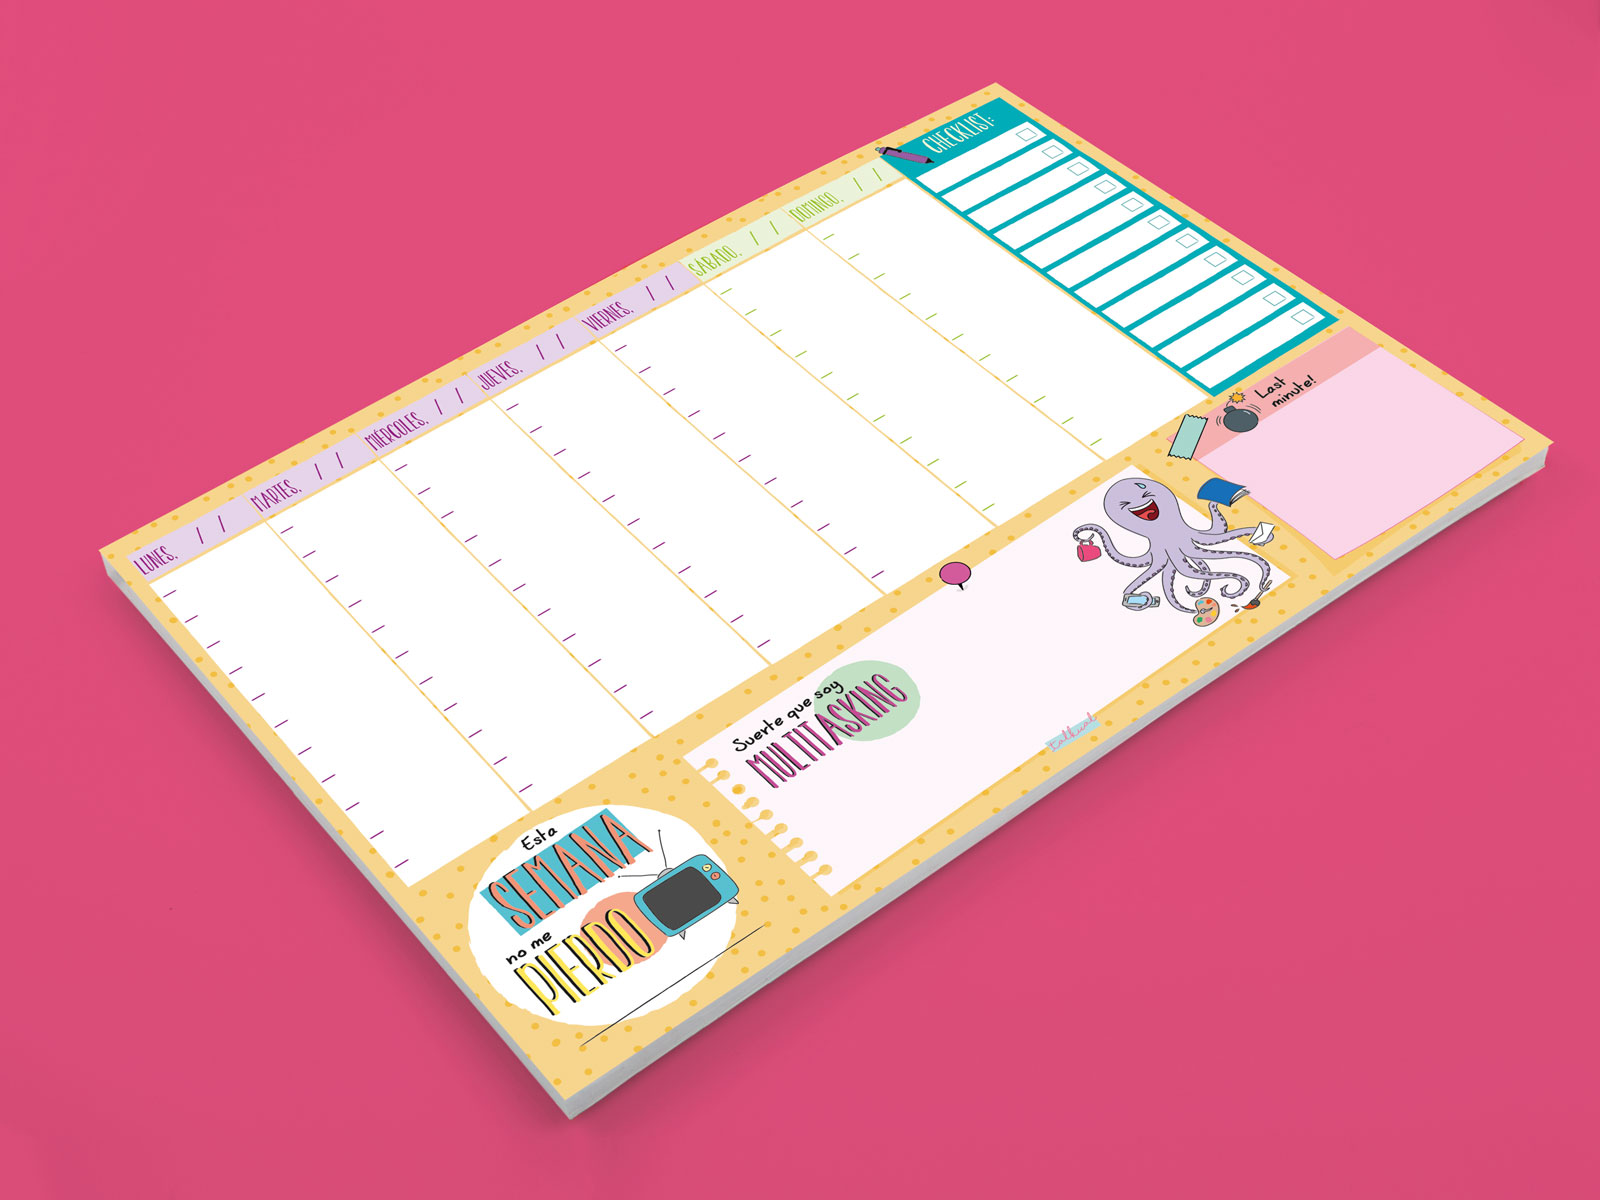 LUNES. / /
MARTES. / /
MIÉRCOLES. / /
JUEVES. / /
VIERNES. / /
SÁBADO. / /
DOMINGO. / /
CHECKLIST:
Last
minute!
Suerte que soy
MULTITASKING
talkual
Esta
SEMANA
no me
PIERDO